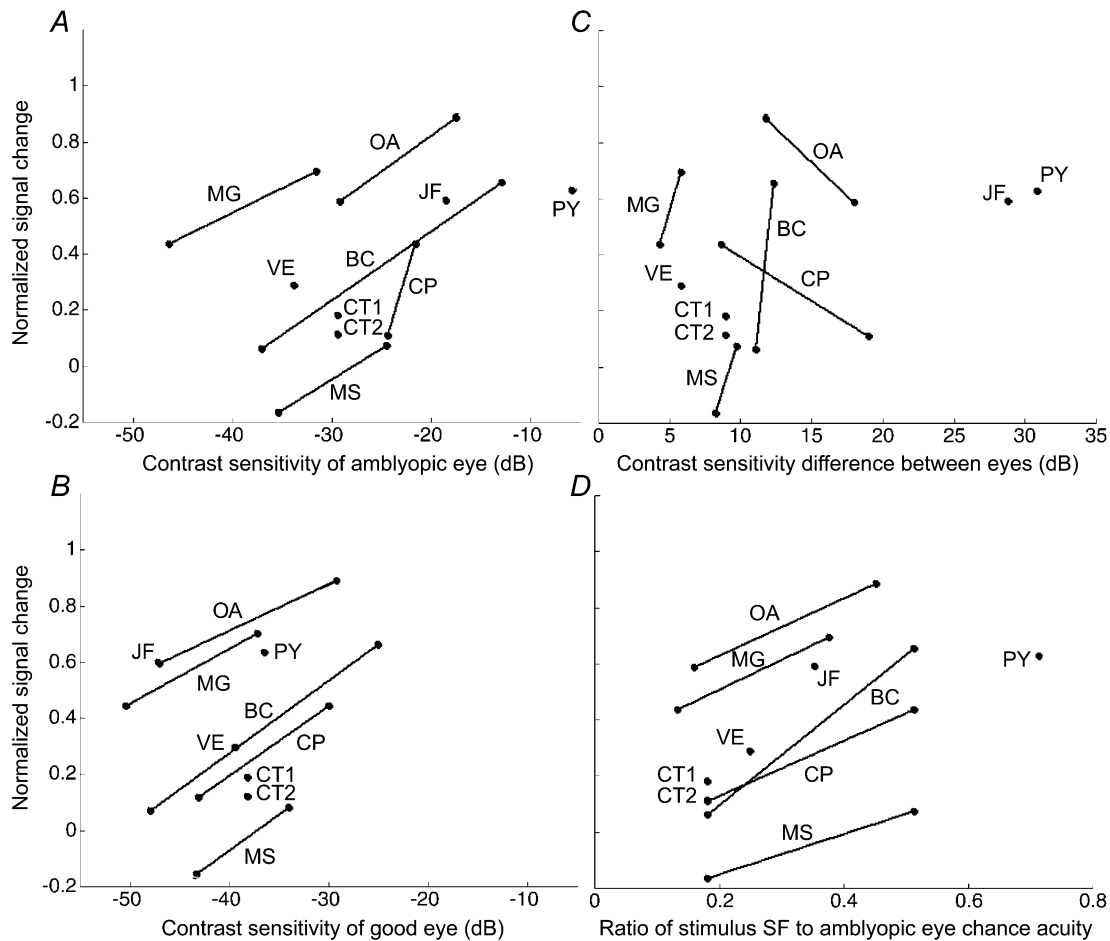 A
Normalized signal change
1
0.8
0.6
0.4
0.2
0
-0.2
OA
MG
JF
PY
BC
VE
CP
CT1
CT2
MS
-50 -40 -30 -20 -10
Contrast sensitivity of amblyopic eye (dB)
C
OA
PY
JF
MG
BC
VE
CP
CT1
CT2
MS
0 5 10 15 20 25 30 35
Contrast sensitivity difference between eyes (dB)
B
Normalized signal change
1
0.8
0.6
0.4
0.2
0
-0.2
OA
JF
PY
MG
BC
VE
CP
CT1
CT2
MS
-50 -40 -30 -20 -10
Contrast sensitivity of good eye (dB)
D
OA
MG
PY
JF
BC
VE
CT1
CP
CT2
MS
0 0.2 0.4 0.6 0.8
Ratio of stimulus SF to amblyopic eye chance acuity